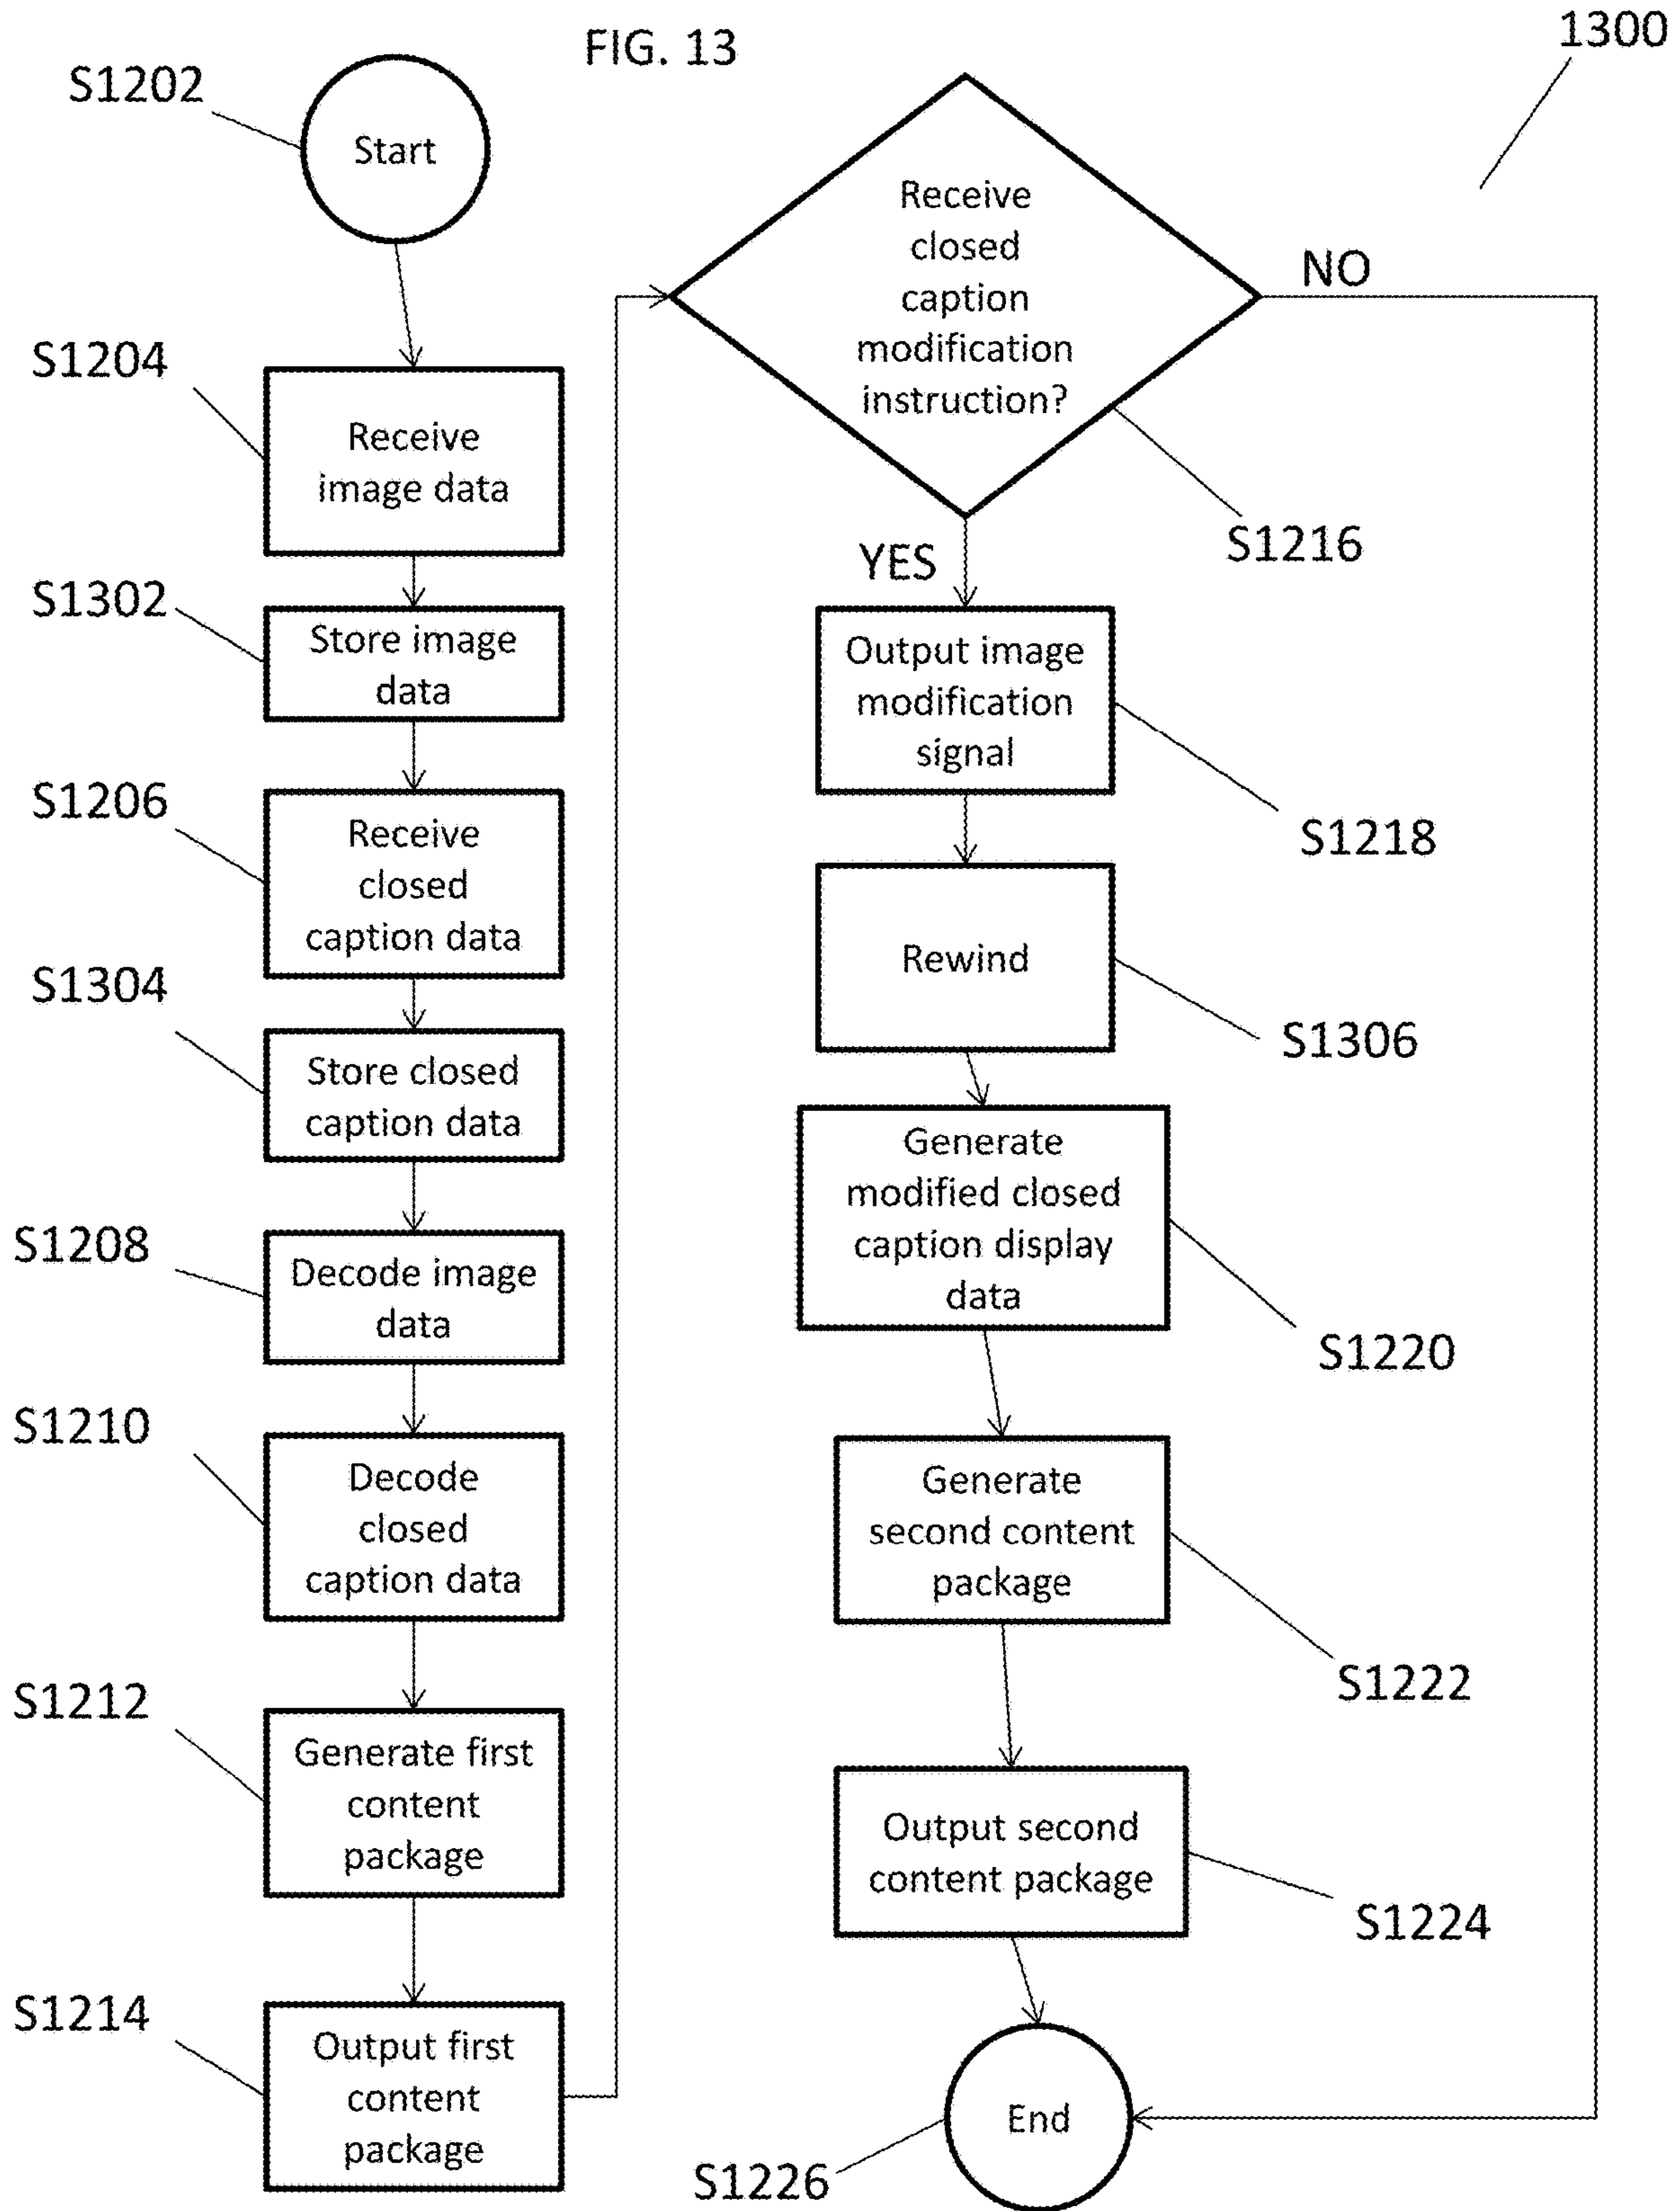 FIG. 13
1300
S1202
Start
S1204
Receive
image data
S1302
Store image
data
S1206
Receive
closed
caption data
S1304
Store closed
caption data
S1208
Decode image
data
S1210
Decode
closed
caption data
S1212
Generate first
content
package
S1214
Output first
content
package
Receive
closed
caption
modification
instruction?
NO
S1216
YES
Output image
modification
signal
S1218
Rewind
S1306
Generate
modified closed
caption display
data
S1220
Generate
second content
package
S1222
Output second
content package
S1224
End
S1226